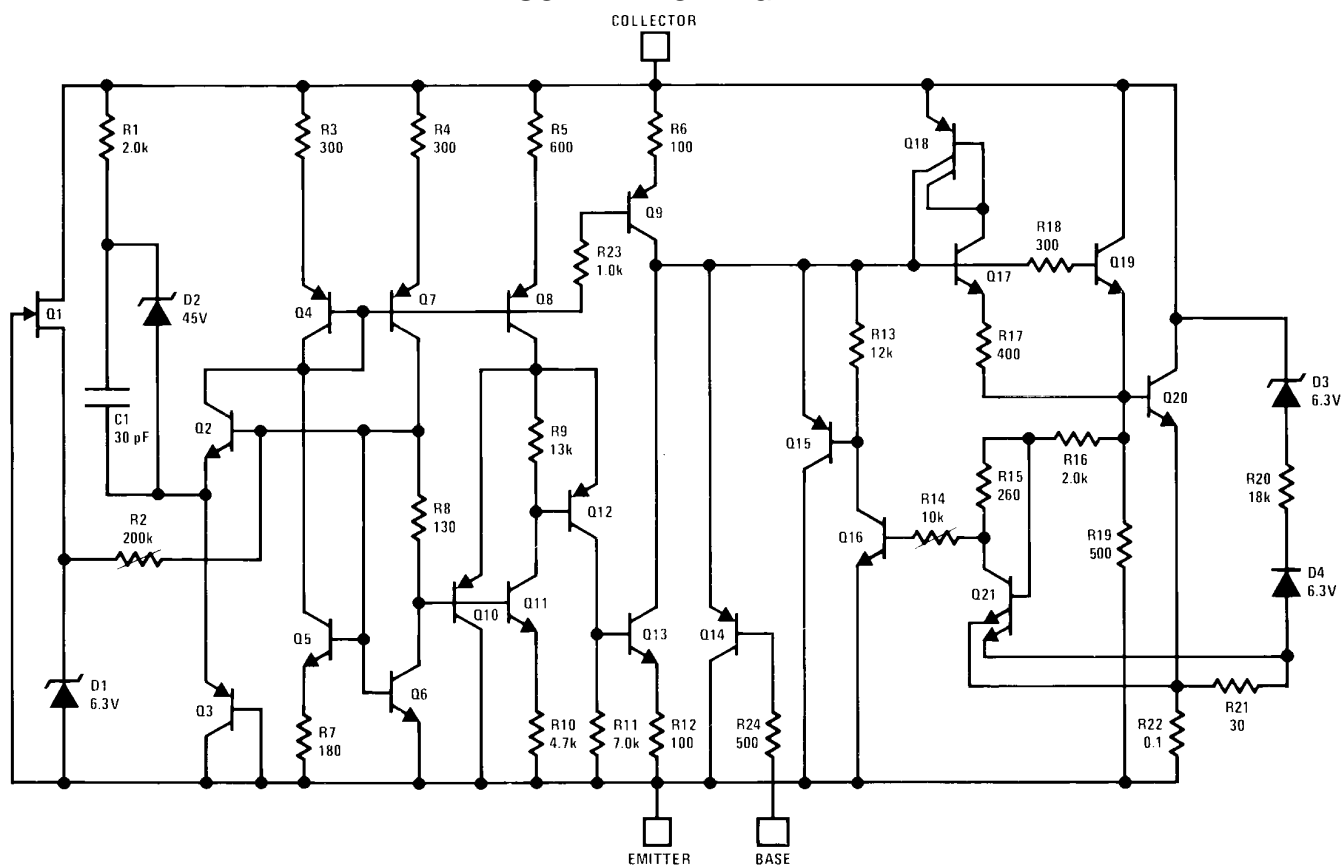 COLLECTOR
R1
2.0k
R3
300
R4
300
R5
600
R6
100
Q18
Q9
R23
1.0k
R18
300
Q17
Q19
Q1
D2
45V
Q4
Q7
Q8
R13
12k
R17
400
D3
6.3V
C1
30 pF
Q2
R9
13k
Q15
Q20
R2
200k
R8
130
Q12
R14
10k
R15
260
R16
2.0k
R20
18k
Q16
R19
500
D4
6.3V
Q5
Q10
Q11
Q13
Q14
Q21
D1
6.3V
Q3
Q6
R7
180
R10
4.7k
R11
7.0k
R12
100
R24
500
R22
0.1
R21
30
EMITTER
BASE